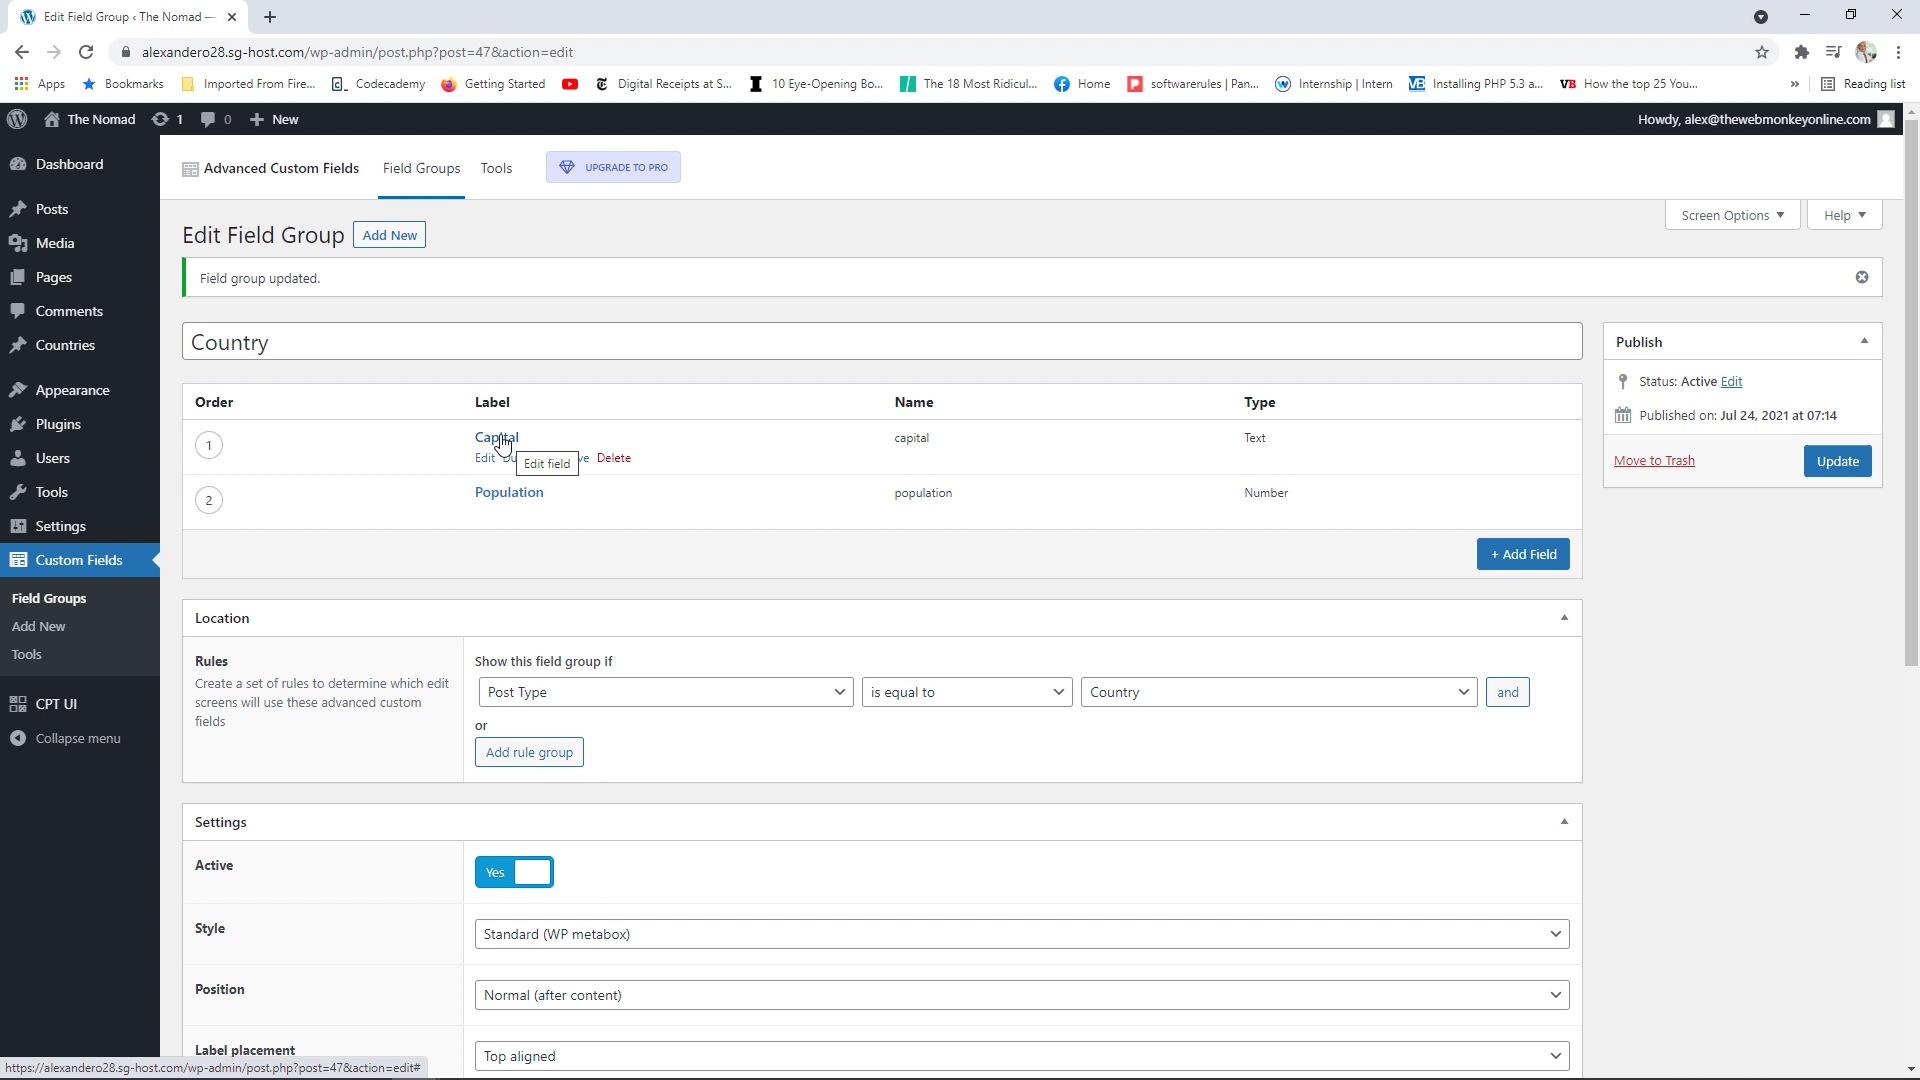 Edit Field Group ‹ The Nomad —
alexandero28.sg-host.com/wp-admin/post.php?post=47&action=edit
Apps Bookmarks Imported From Fire... Codecademy Getting Started Digital Receipts at S... 10 Eye-Opening Bo... The 18 Most Ridicul... Home softwarerules | Pan... Internship | Intern Installing PHP 5.3 a... How the top 25 You... » Reading list
The Nomad 1 0 New Howdy, alex@thewebmonkeyonline.com
Dashboard
Posts
Media
Pages
Comments
Countries
Appearance
Plugins
Users
Tools
Settings
Custom Fields
Field Groups
Add New
Tools
CPT UI
Collapse menu
Advanced Custom Fields Field Groups Tools UPGRADE TO PRO
Screen Options Help
Edit Field Group Add New
Field group updated.
Country
Order Label Name Type
1 Capital capital Text
Edit Delete
Edit field
2 Population population Number
+ Add Field
Publish
Status: Active Edit
Published on: Jul 24, 2021 at 07:14
Move to Trash Update
Location
Rules
Create a set of rules to determine which edit
screens will use these advanced custom
fields
Show this field group if
Post Type is equal to Country and
or
Add rule group
Settings
Active Yes
Style Standard (WP metabox)
Position Normal (after content)
Label placement Top aligned
https://alexandero28.sg-host.com/wp-admin/post.php?post=47&action=edit#